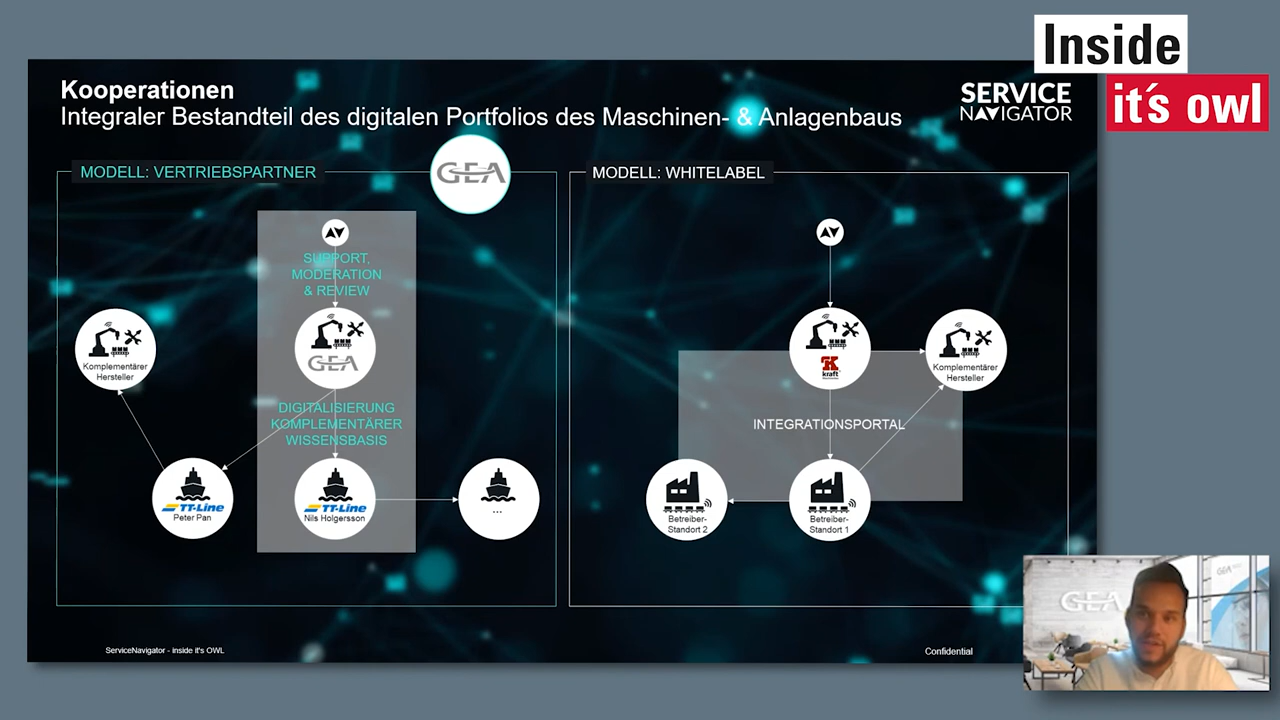 Inside
it's owl
Kooperationen
Integraler Bestandteil des digitalen Portfolios des Maschinen- & Anlagenbaus
SERVICE
NAVIGATOR
MODELL: VERTRIEBSPARTNER
GEA
SUPPORT,
MODERATION
& REVIEW
Komplementärer
Hersteller
GEA
DIGITALISIERUNG
KOMPLEMENTÄRER
WISSENSBASIS
TT-Line
Peter Pan
TT-Line
Nils Holgersson
...
MODELL: WHITELABEL
kraft
Komplementärer
Hersteller
INTEGRATIONSPORTAL
Betreiber-
Standort 2
Betreiber-
Standort 1
ServiceNavigator - inside it's OWL
Confidential
GEA
GEA